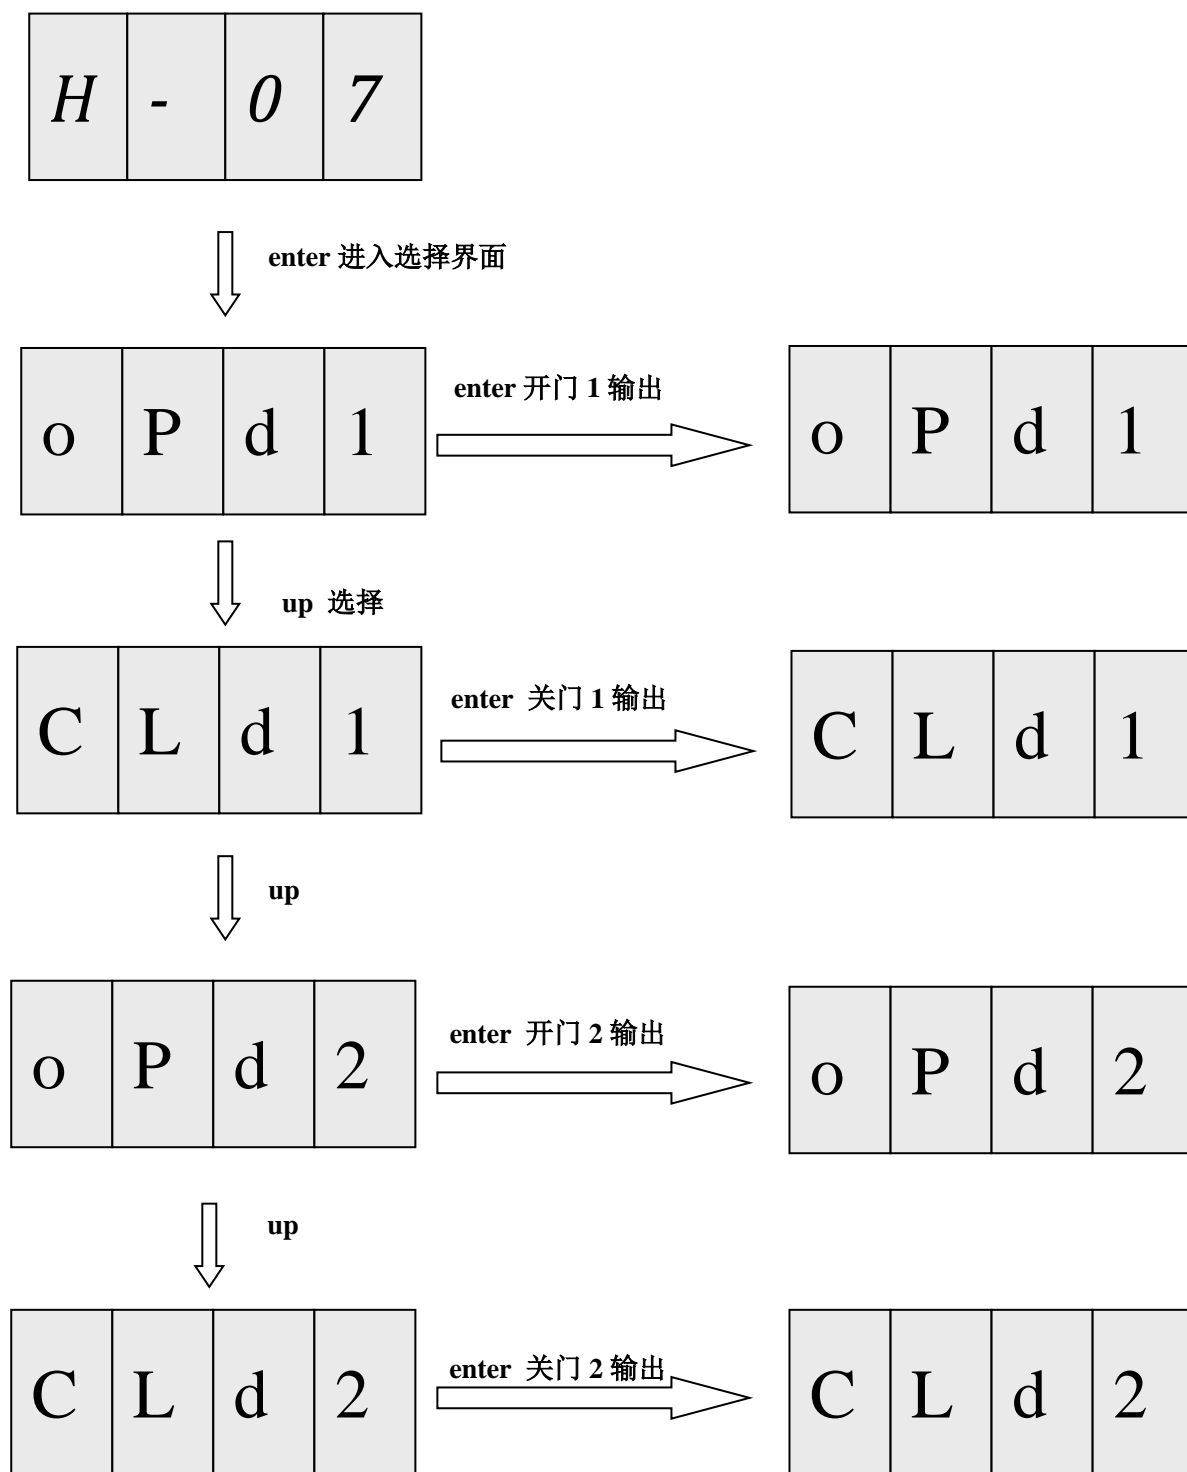 H - 0 7
enter 进入选择界面
enter 开门 1 输出
o P d 1 o P d 1
up 选择
enter 关门 1 输出
C L d 1 C L d 1
up
enter 开门 2 输出
o P d 2 o P d 2
up
enter 关门 2 输出
C L d 2 C L d 2